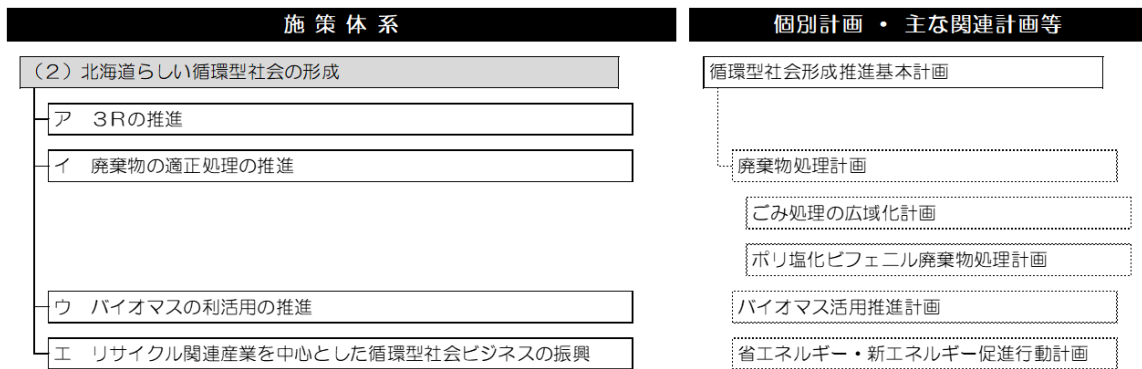 施策体系
個別計画・主な関連計画等
（２）北海道らしい循環型社会の形成
循環型社会形成推進基本計画
ア　３Ｒの推進
イ　廃棄物の適正処理の推進
廃棄物処理計画
ごみ処理の広域化計画
ポリ塩化ビフェニル廃棄物処理計画
ウ　バイオマスの利活用の推進
バイオマス活用推進計画
エ　リサイクル関連産業を中心とした循環型社会ビジネスの振興
省エネルギー・新エネルギー促進行動計画